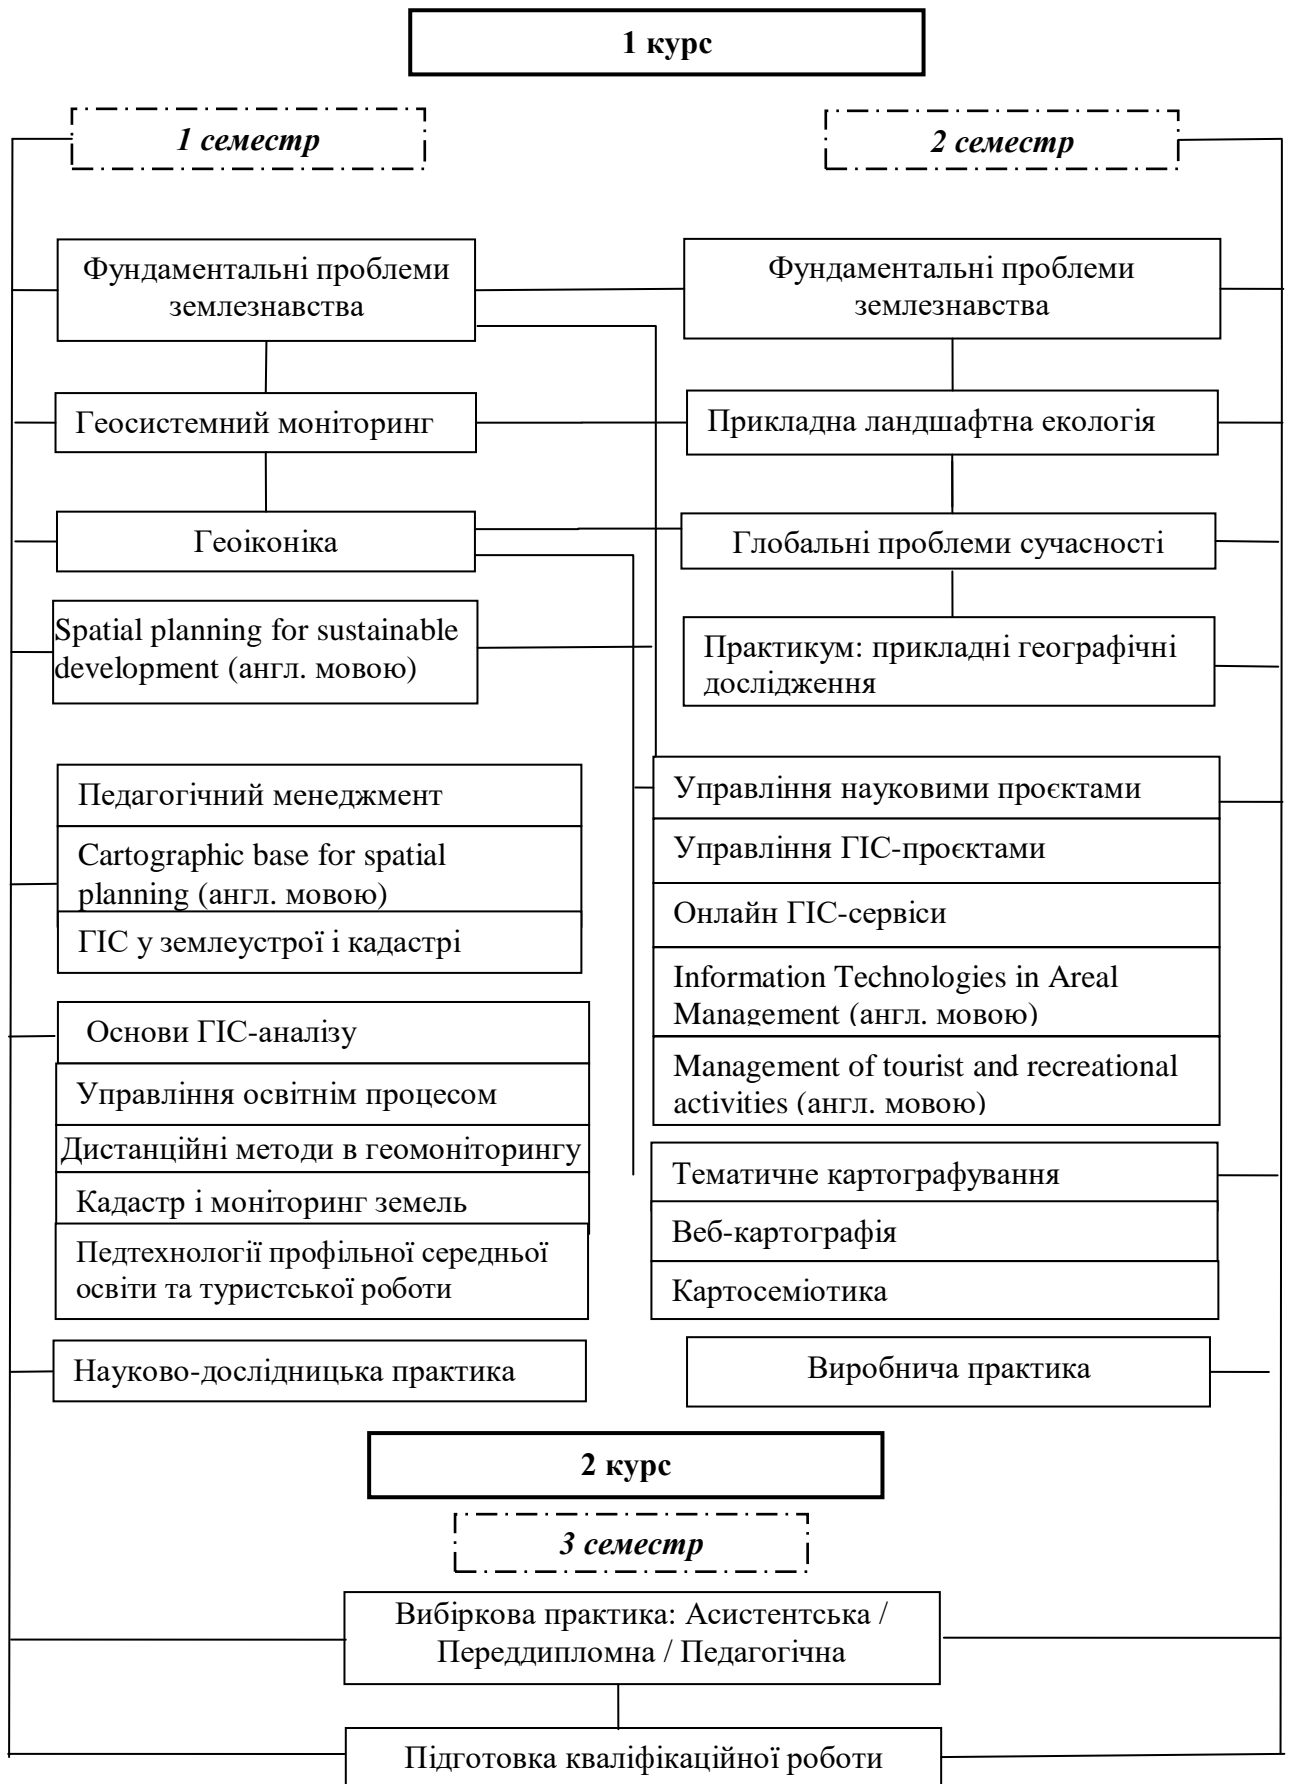 1 курс
1 семестр
2 семестр
Фундаментальні проблеми
землезнавства
Фундаментальні проблеми
землезнавства
Геосистемний моніторинг
Прикладна ландшафтна екологія
Геоіконіка
Глобальні проблеми сучасності
Spatial planning for sustainable
development (англ. мовою)
Практикум: прикладні географічні
дослідження
Педагогічний менеджмент
Cartographic base for spatial
planning (англ. мовою)
ГІС у землеустрої і кадастрі
Управління науковими проєктами
Управління ГІС-проєктами
Онлайн ГІС-сервіси
Information Technologies in Areal
Management (англ. мовою)
Management of tourist and recreational
activities (англ. мовою)
Основи ГІС-аналізу
Управління освітнім процесом
Дистанційні методи в геомоніторингу
Кадастр і моніторинг земель
Педтехнології профільної середньої
освіти та туристської роботи
Тематичне картографування
Веб-картографія
Картосеміотика
Науково-дослідницька практика
Виробнича практика
2 курс
3 семестр
Вибіркова практика: Асистентська /
Переддипломна / Педагогічна
Підготовка кваліфікаційної роботи